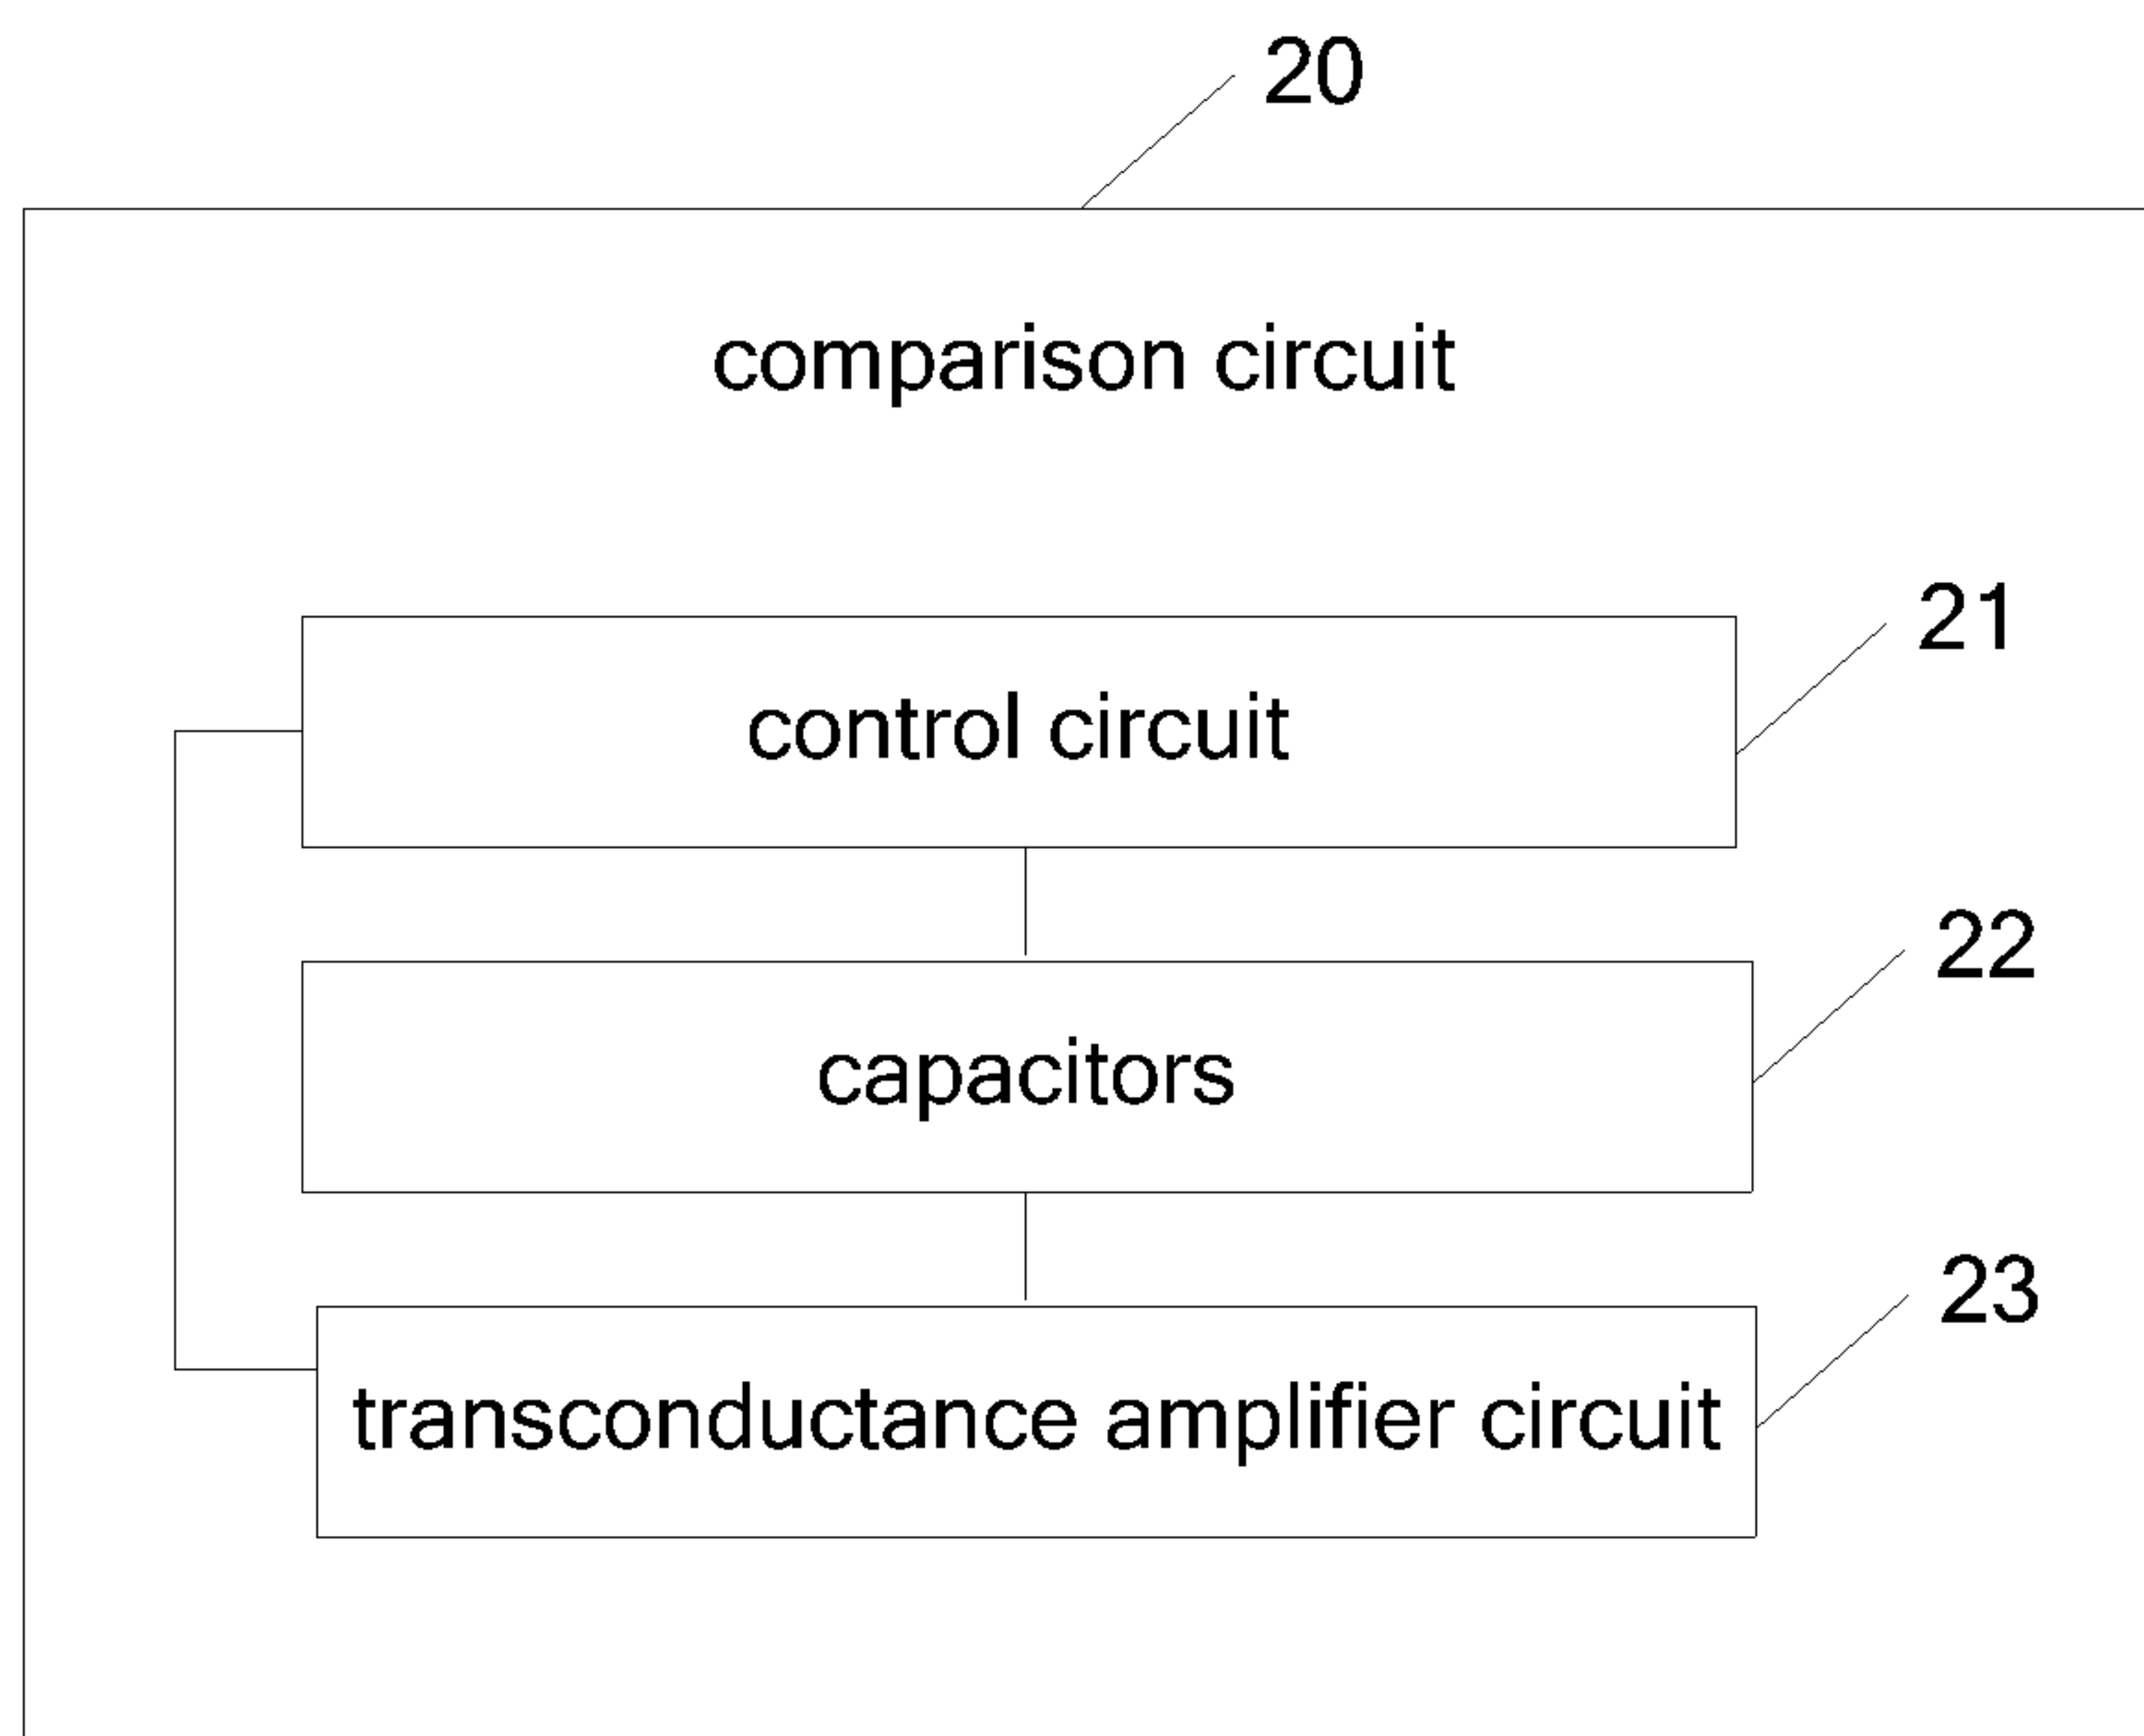 20
comparison circuit
21
control circuit
22
capacitors
23
transconductance amplifier circuit